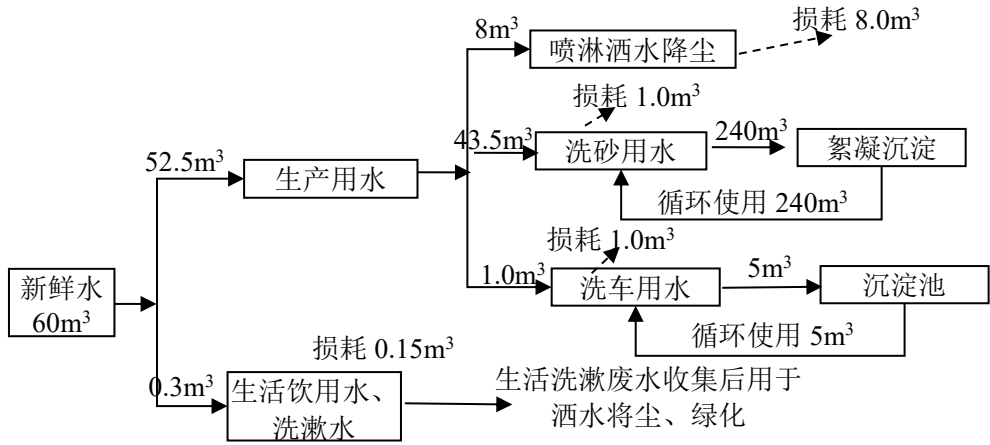 8m³
喷淋洒水降尘
损耗 8.0m³
损耗 1.0m³
43.5m³
洗砂用水
240m³
絮凝沉淀
循环使用 240m³
52.5m³
生产用水
损耗 1.0m³
1.0m³
洗车用水
5m³
沉淀池
循环使用 5m³
新鲜水
60m³
损耗 0.15m³
0.3m³
生活饮用水、
洗漱水
生活洗漱废水收集后用于
洒水将尘、绿化